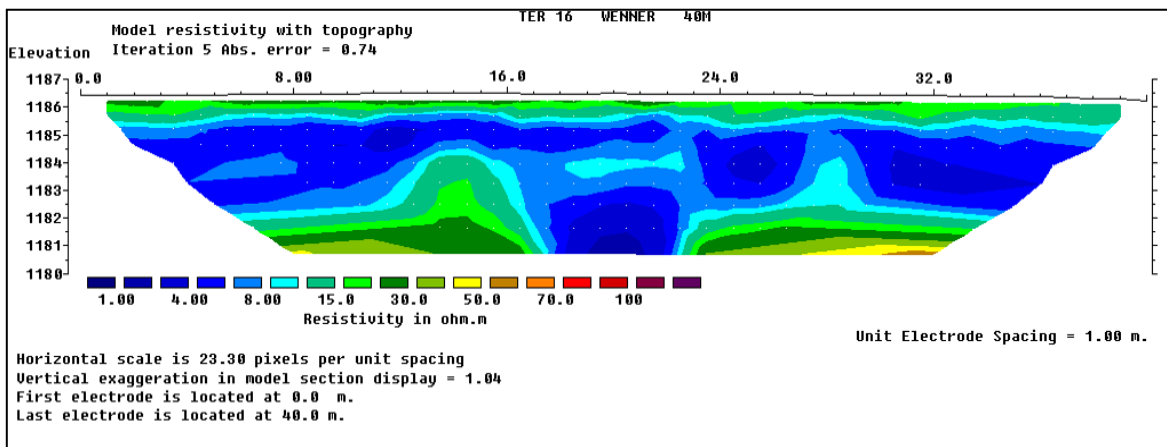 TER 16 WENNER 40M
Model resistivity with topography
Iteration 5 Abs. error = 0.74
Elevation
0.0 8.00 16.0 24.0 32.0
1187
1186
1185
1184
1183
1182
1181
1180
1.00 4.00 8.00 15.0 30.0 50.0 70.0 100
Resistivity in ohm.m
Unit Electrode Spacing = 1.00 m.
Horizontal scale is 23.30 pixels per unit spacing
Vertical exaggeration in model section display = 1.04
First electrode is located at 0.0 m.
Last electrode is located at 40.0 m.